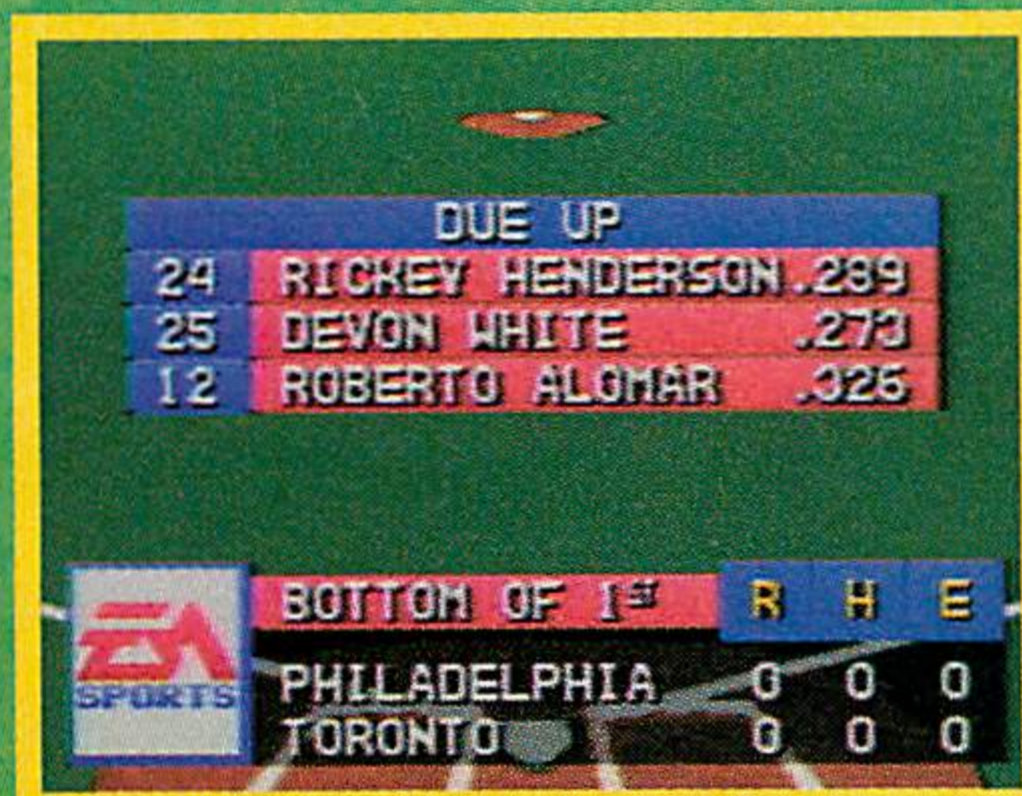 DUE UP
24 RICKEY HENDERSON .289
25 DEVON WHITE .273
12 ROBERTO ALOMAR .326
BOTTOM OF 1ST R H E
PHILADELPHIA 0 0 0
TORONTO 0 0 0
EA
SPORTS